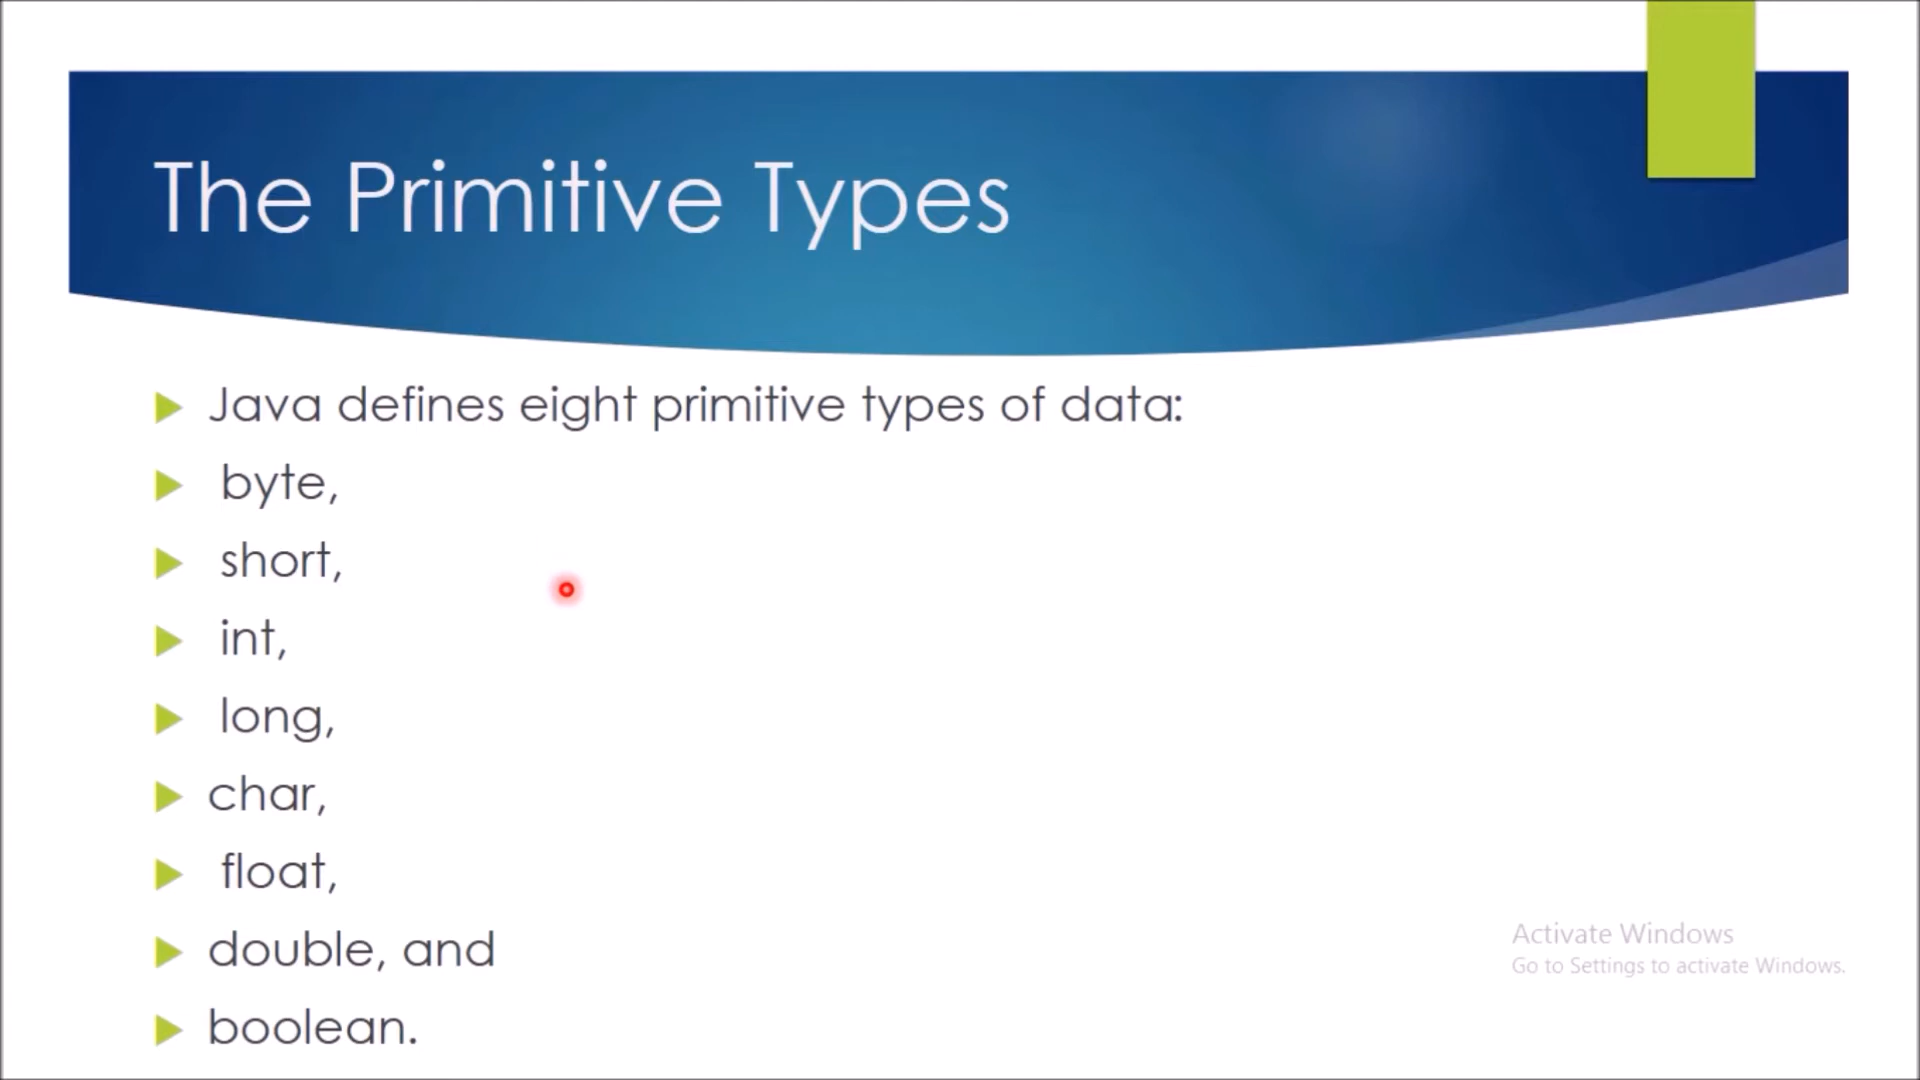 The Primitive Types
Java defines eight primitive types of data:
byte,
short,
int,
long,
char,
float,
double, and
boolean.
Activate Windows
Go to Settings to activate Windows.